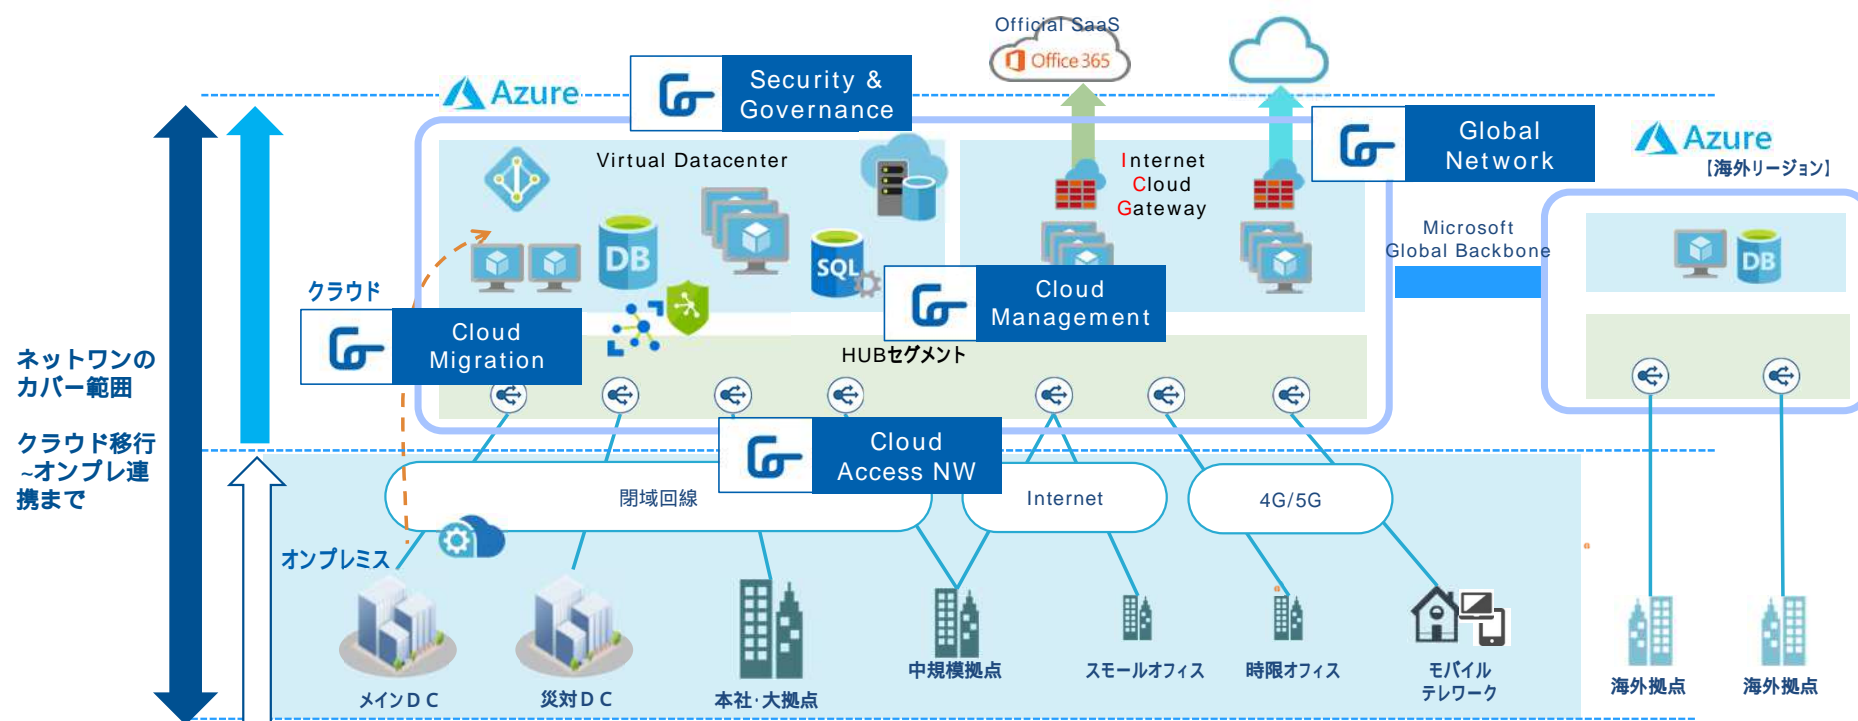 Official SaaS
Office 365
Azure
Security &
Governance
Global
Network
Azure
【海外リージョン】
Virtual Datacenter
Internet
Cloud
Gateway
Microsoft
Global Backbone
DB
SQL
DB
クラウド
Cloud
Migration
Cloud
Management
HUBセグメント
ネットワンの
カバー範囲
クラウド移行
~オンプレ連
携まで
Cloud
Access NW
閉域回線
Internet
4G/5G
オンプレミス
メインDC
災対DC
本社・大拠点
中規模拠点
スモールオフィス
時限オフィス
モバイル
テレワーク
海外拠点
海外拠点